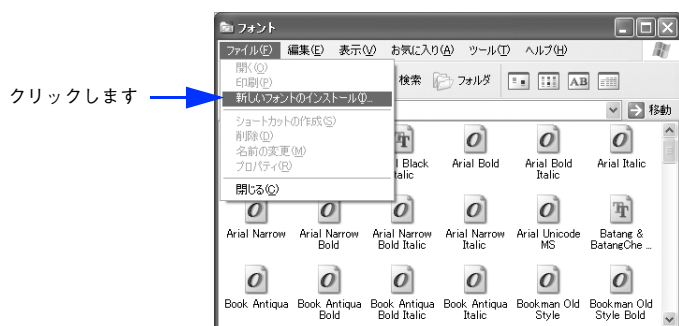 フォント
ファイル(F) 編集(E) 表示(V) お気に入り(A) ツール(T) ヘルプ(H)
開く(O)
印刷(P)
検索 フォルダ
クリックします
新しいフォントのインストール(I)...
移動
ショートカットの作成(S)
削除(D)
名前の変更(M)
プロパティ(R)
閉じる(C)
l Black
talic
Arial Bold
Arial Bold
Italic
Arial Italic
Arial Narrow
Arial Narrow
Bold
Arial Narrow
Bold Italic
Arial Narrow
Italic
Arial Unicode
MS
Batang &
BatangChe ...
Book Antiqua
Book Antiqua
Bold
Book Antiqua
Bold Italic
Book Antiqua
Italic
Bookman Old
Style
Bookman Old
Style Bold